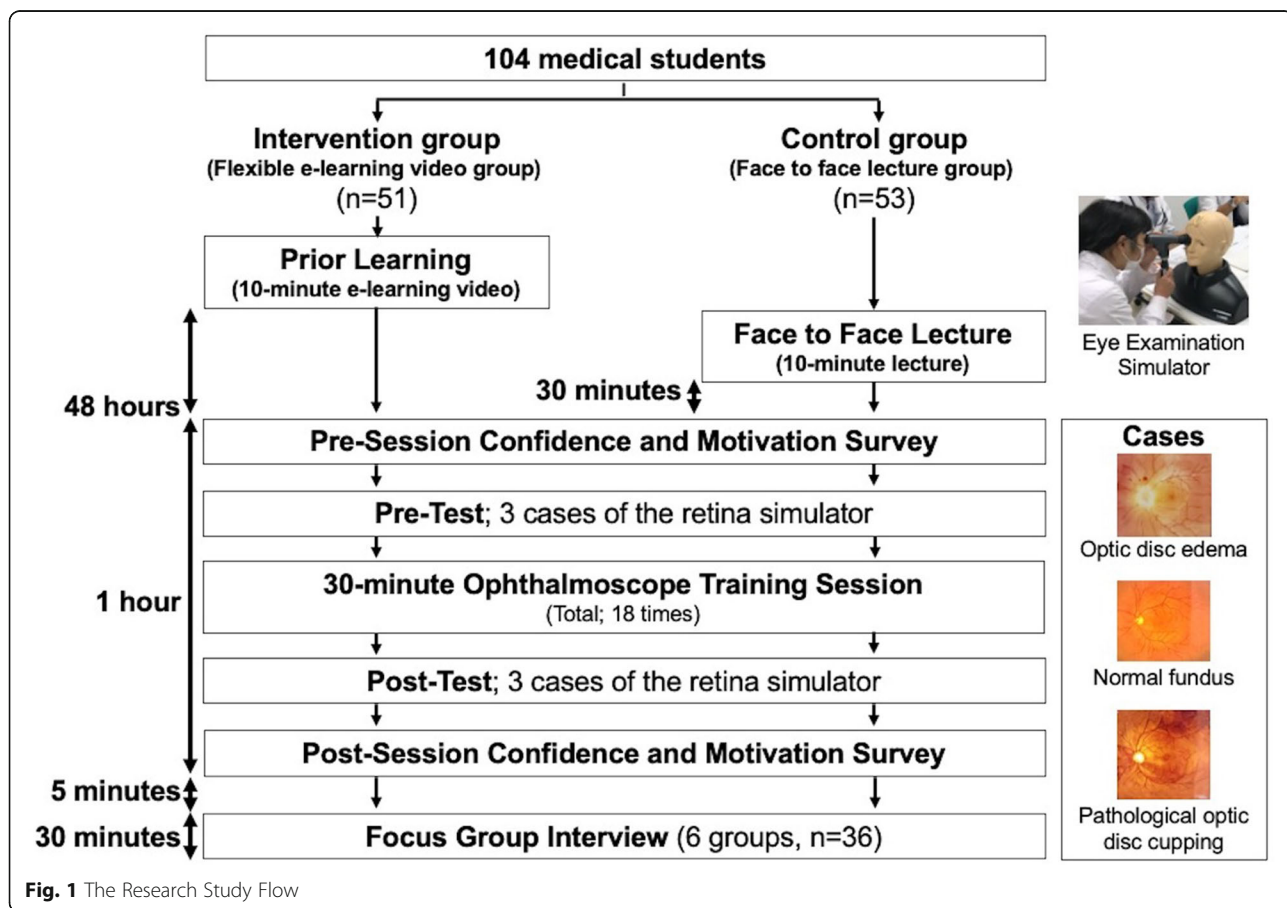 104 medical students
Intervention group
(Flexible e-learning video group)
(n=51)
Control group
(Face to face lecture group)
(n=53)
Prior Learning
(10-minute e-learning video)
Face to Face Lecture
(10-minute lecture)
Eye Examination
Simulator
48 hours
30 minutes
Pre-Session Confidence and Motivation Survey
Pre-Test; 3 cases of the retina simulator
30-minute Ophthalmoscope Training Session
(Total; 18 times)
1 hour
Post-Test; 3 cases of the retina simulator
Post-Session Confidence and Motivation Survey
5 minutes
30 minutes
Focus Group Interview (6 groups, n=36)
Cases
Optic disc edema
Normal fundus
Pathological optic
disc cupping
Fig. 1 The Research Study Flow